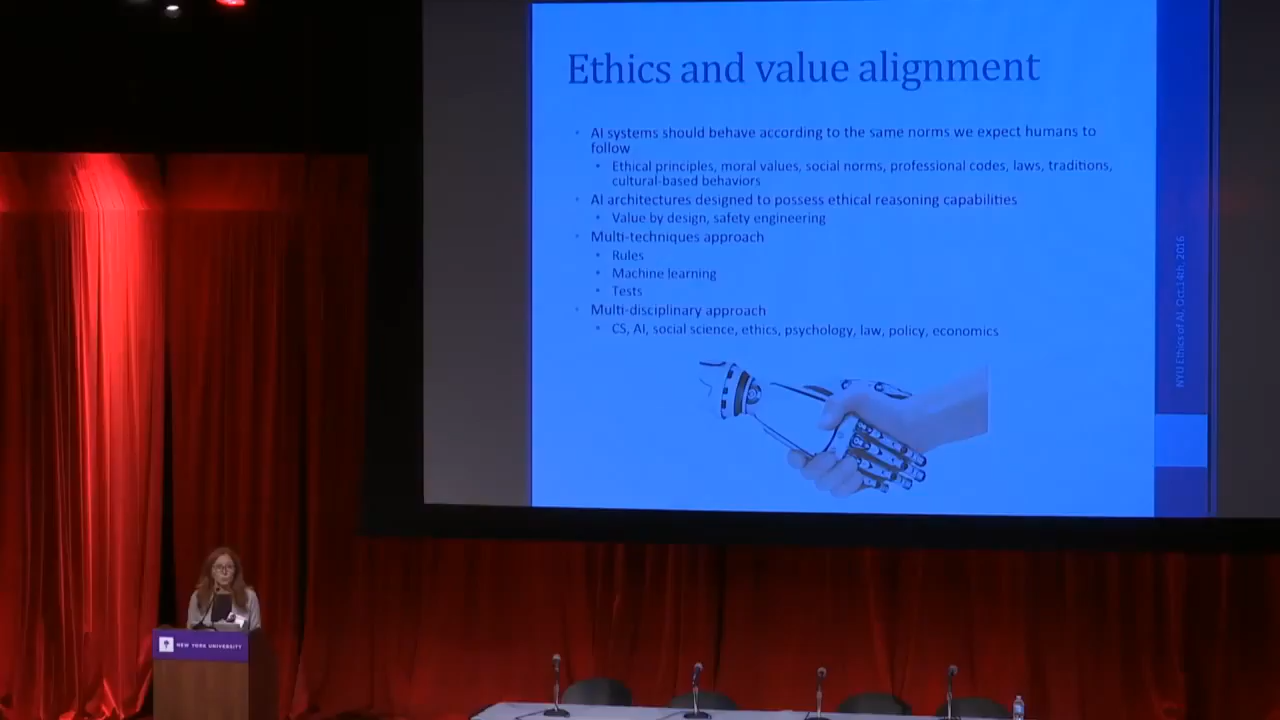 Ethics and value alignment
AI systems should behave according to the same norms we expect humans to
follow
Ethical principles, moral values, social norms, professional codes, laws, traditions,
cultural-based behaviors
AI architectures designed to possess ethical reasoning capabilities
Value by design, safety engineering
Multi-techniques approach
Rules
Machine learning
Tests
Multi-disciplinary approach
CS, AI, social science, ethics, psychology, law, policy, economics
NYU Ethics of AI, Oct.14th, 2016
NEW YORK UNIVERSITY